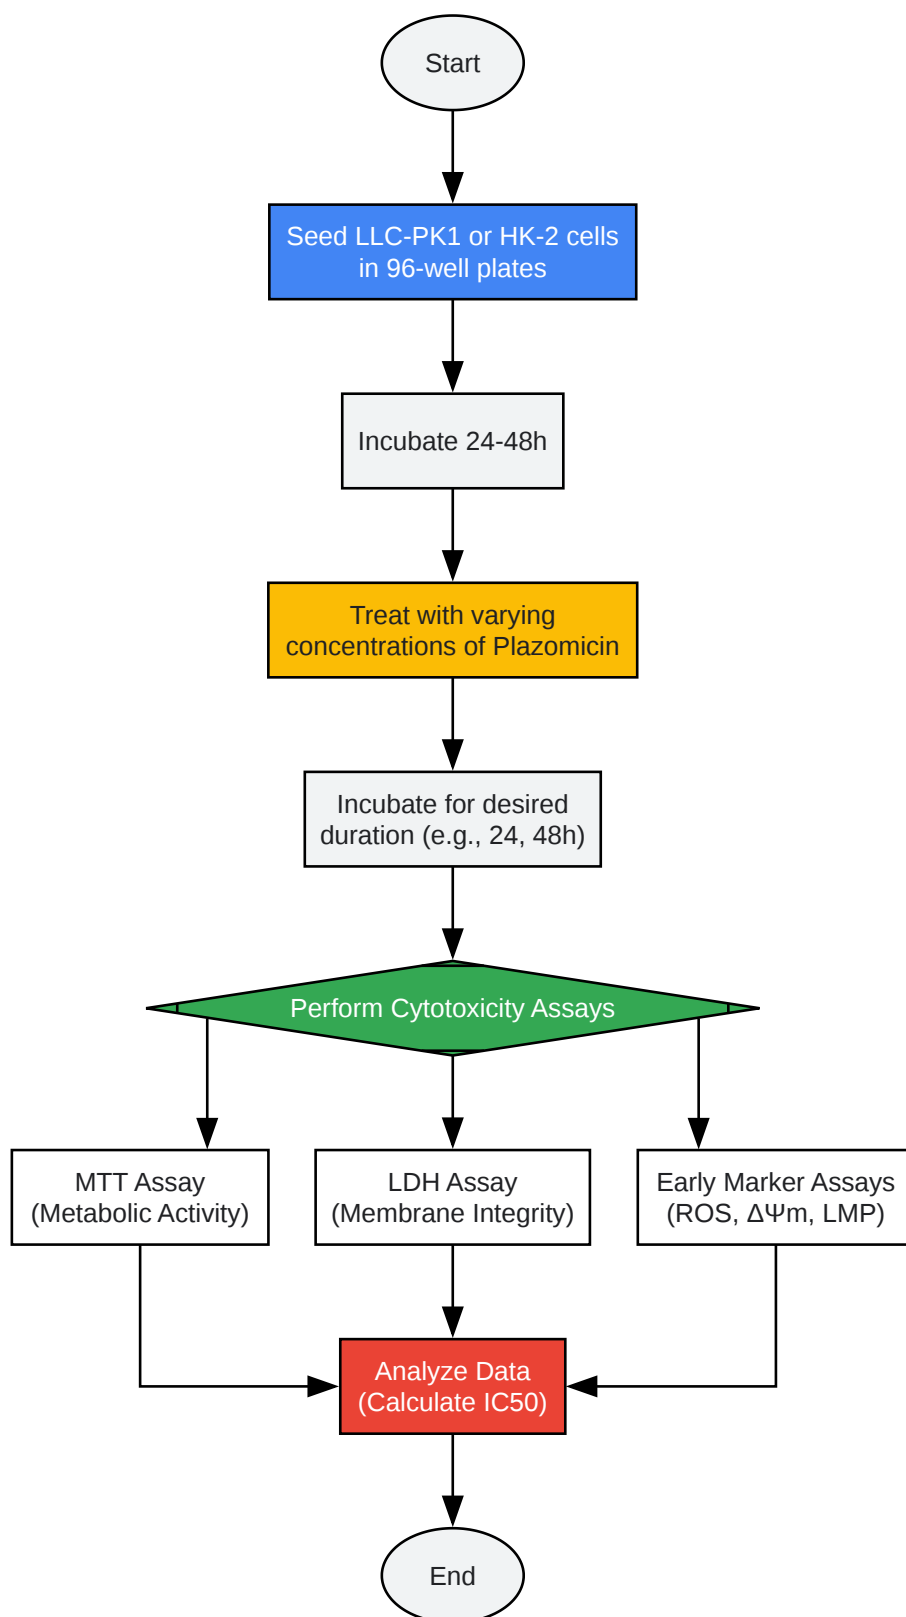 Start
Seed LLC-PK1 or HK-2 cells
in 96-well plates
Incubate 24-48h
Treat with varying
concentrations of Plazomicin
Incubate for desired
duration (e.g., 24, 48h)
Perform Cytotoxicity Assays
MTT Assay
(Metabolic Activity)
LDH Assay
(Membrane Integrity)
Early Marker Assays
(ROS, ΔΨm, LMP)
Analyze Data
(Calculate IC50)
End